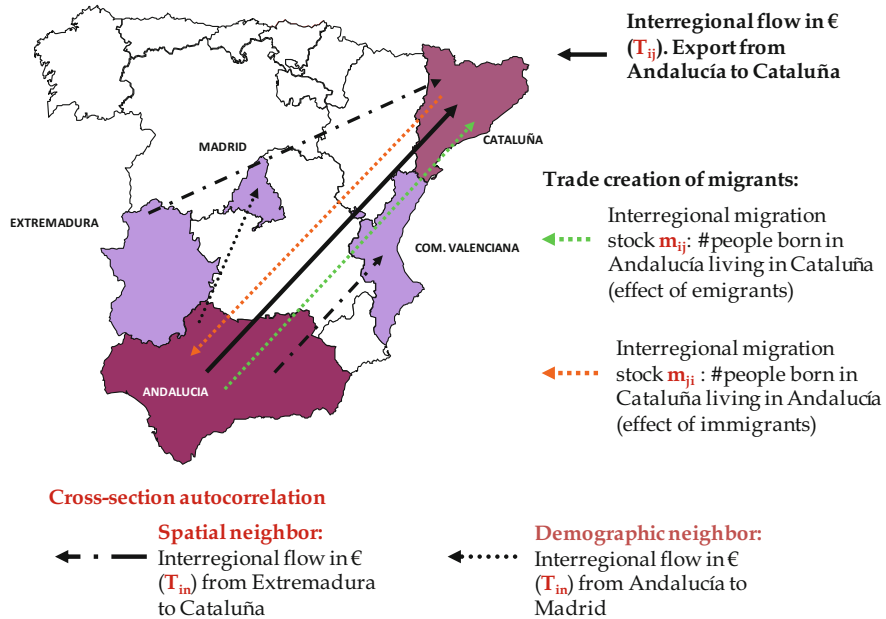 Interregional flow in €
(Tij). Export from
Andalucía to Cataluña
MADRID
CATALUÑA
Trade creation of migrants:
EXTREMADURA
Interregional migration
stock mij: #people born in
Andalucía living in Cataluña
(effect of emigrants)
COM. VALENCIANA
Interregional migration
stock mji : #people born in
Cataluña living in Andalucía
(effect of immigrants)
ANDALUCIA
Cross-section autocorrelation
Spatial neighbor:
Interregional flow in €
(Tin) from Extremadura
to Cataluña
Demographic neighbor:
Interregional flow in €
(Tin) from Andalucía to
Madrid